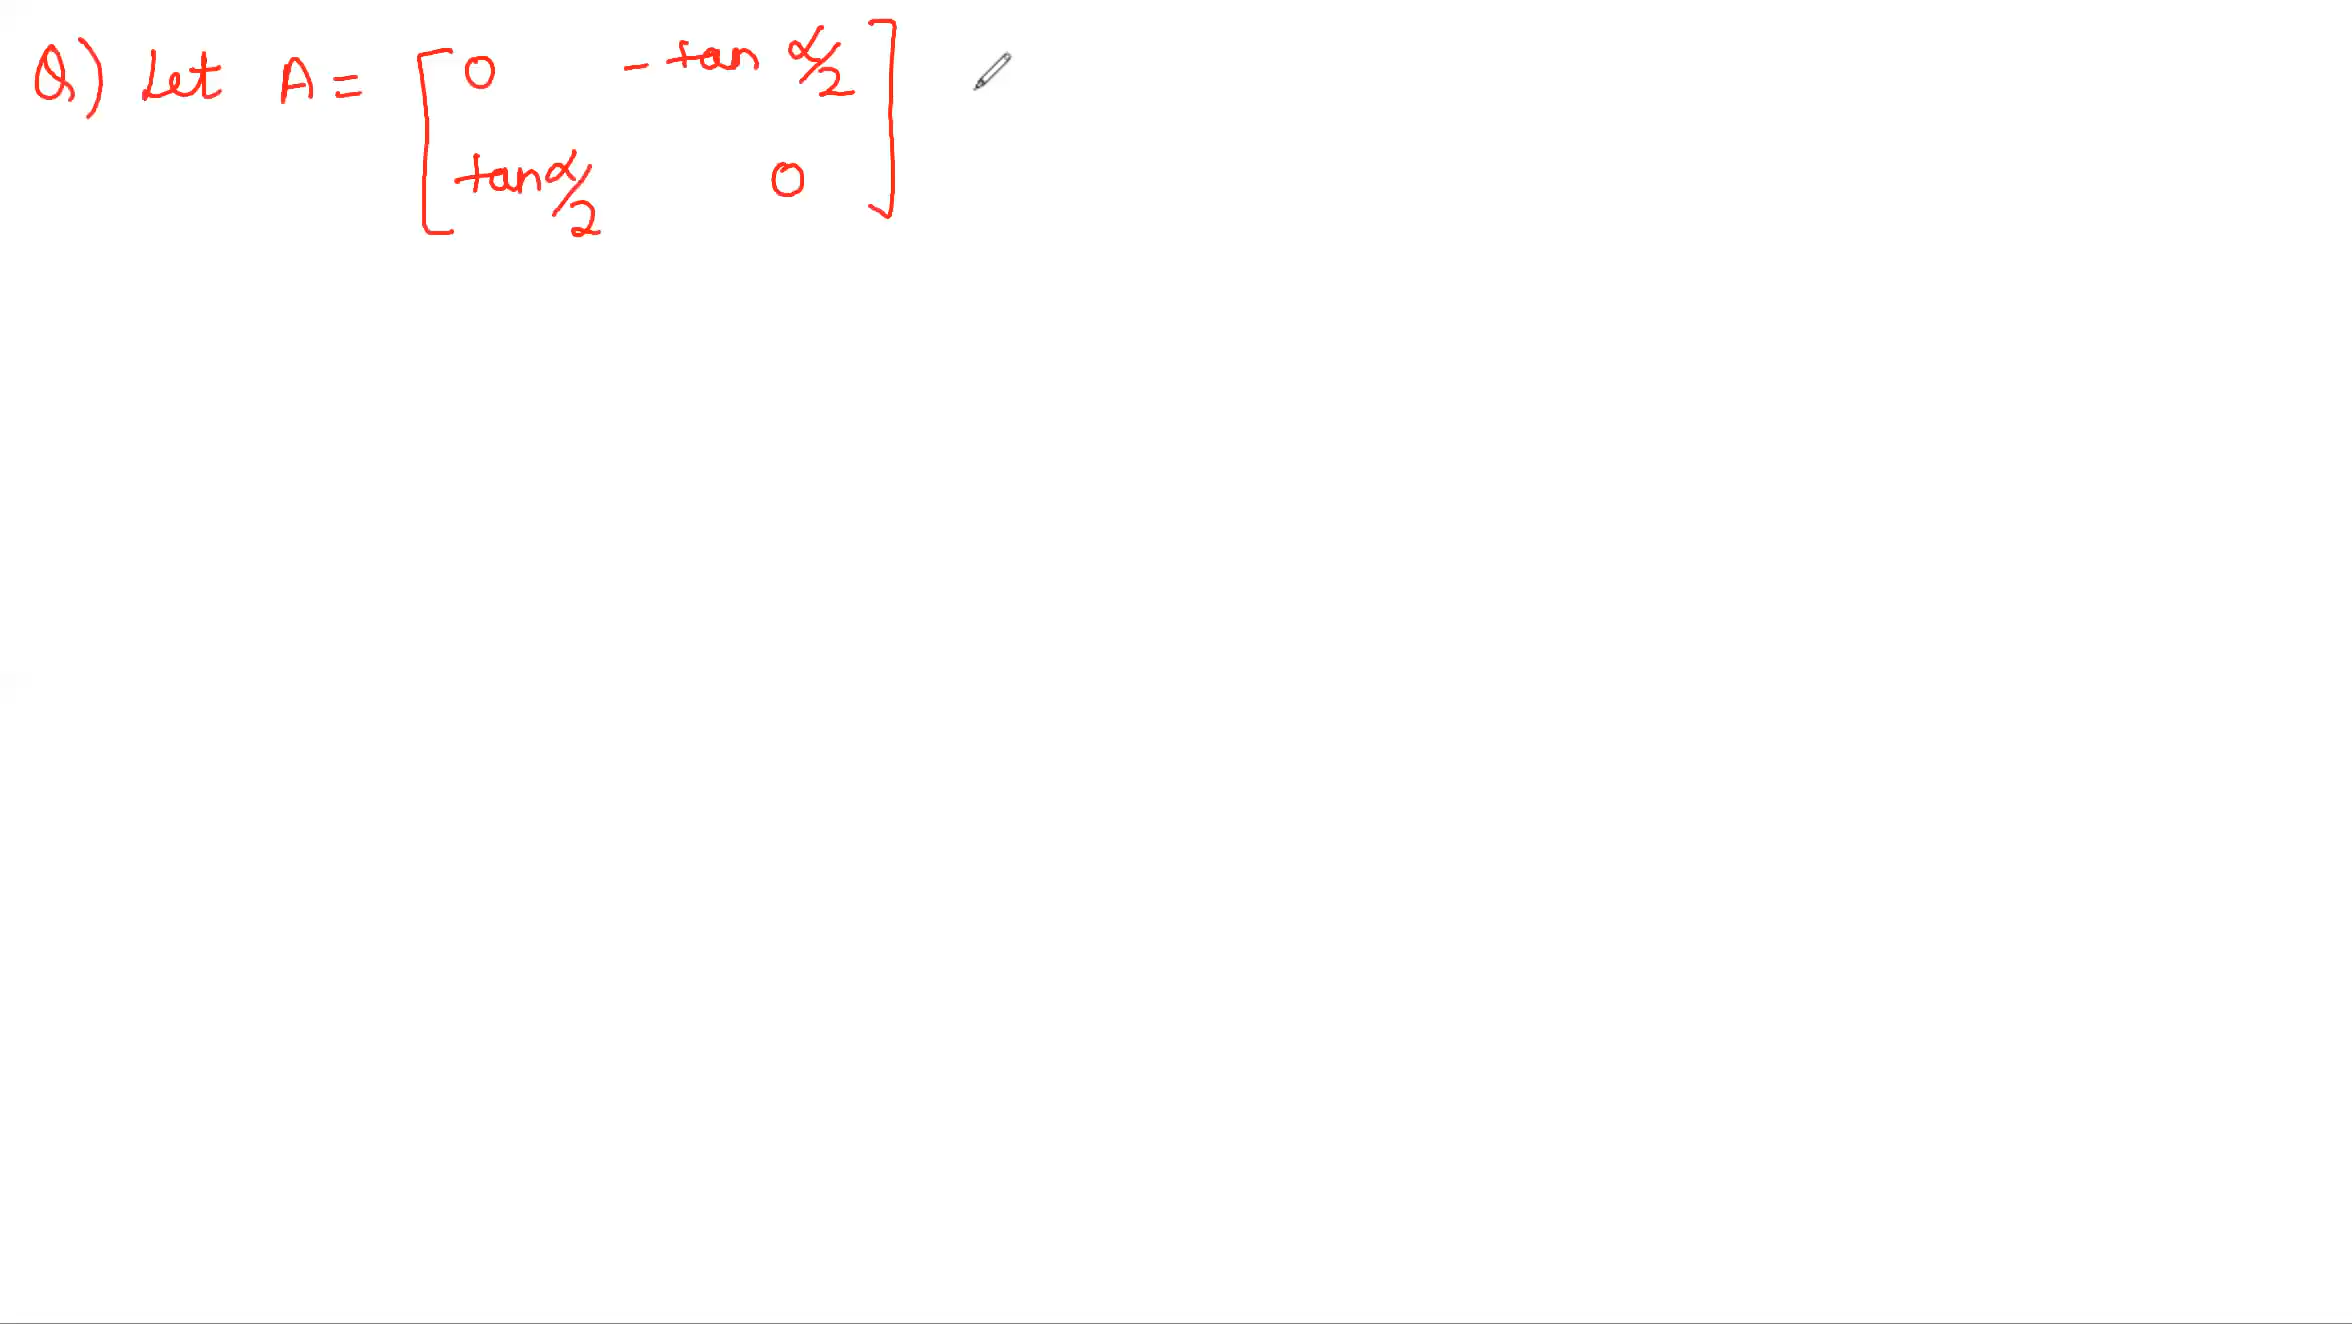 Q) Let A = [ 0 - tan α/2 ]
[ tan α/2 0 ]